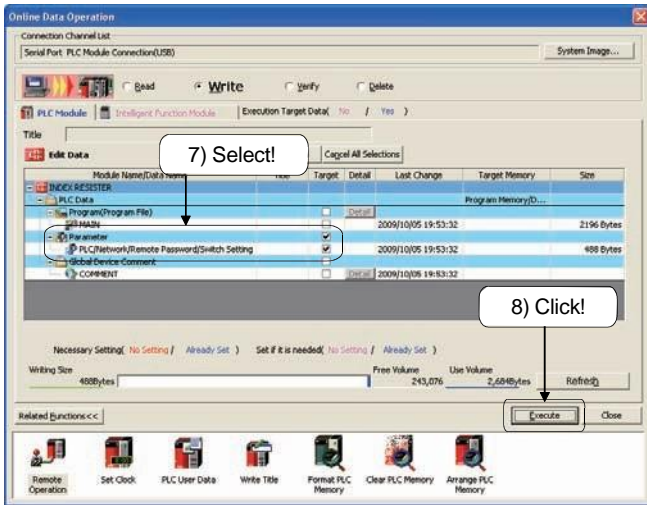 Online Data Operation
Connection Channel List
Serial Port PLC Module Connection(USB)
System Image...
Read
Write
Verify
Delete
PLC Module
Intelligent Function Module
Execution Target Data( No / Yes )
Title
Edit Data
7) Select!
Cancel All Selections
Module Name/Data Name Title Target Detail Last Change Target Memory Size
INDEX RESISTER
PLC Data Program Memory/D...
Program(Program File) Detail
MAIN 2009/10/05 19:53:32 2196 Bytes
Parameter
PLC/Network/Remote Password/Switch Setting 2009/10/05 19:53:32 488 Bytes
Global Device Comment
COMMENT Detail 2009/10/05 19:53:32
8) Click!
Necessary Setting( No Setting / Already Set ) Set if it is needed( No Setting / Already Set )
Writing Size Free Volume Use Volume
488Bytes 243,076 2,684Bytes Refresh
Related Functions<< Execute Close
Remote Operation
Set Clock
PLC User Data
Write Title
Format PLC Memory
Clear PLC Memory
Arrange PLC Memory